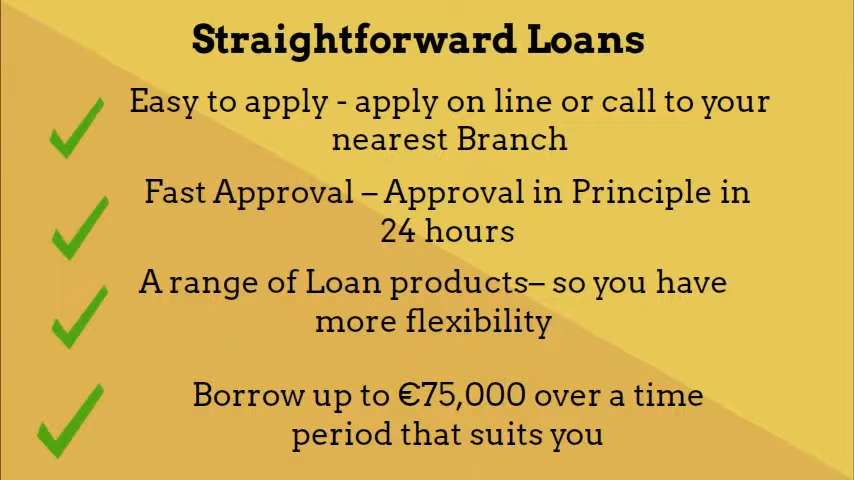 Straightforward Loans
Easy to apply - apply on line or call to your
nearest Branch
Fast Approval – Approval in Principle in
24 hours
A range of Loan products– so you have
more flexibility
Borrow up to €75,000 over a time
period that suits you